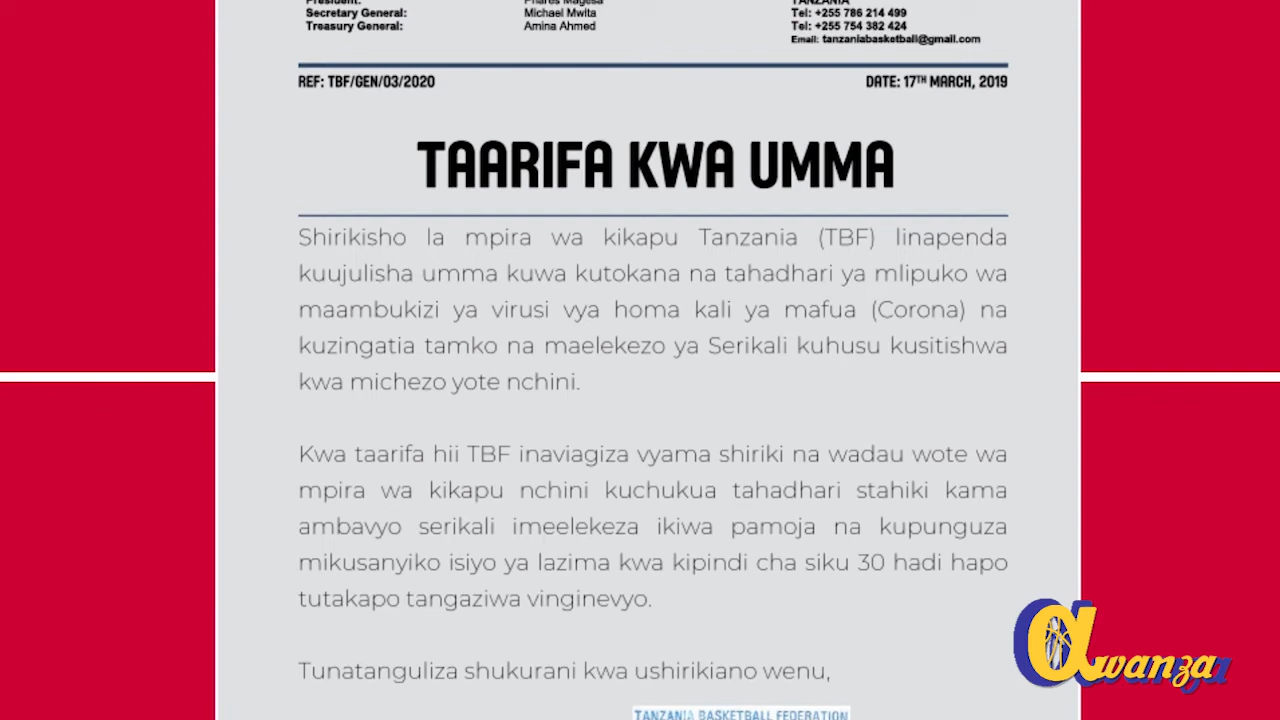 President: Phares Magesa TANZANIA
Secretary General: Michael Mwita Tel: +255 786 214 499
Treasury General: Amina Ahmed Tel: +255 754 382 424
Email: tanzaniabasketball@gmail.com
REF: TBF/GEN/03/2020 DATE: 17TH MARCH, 2019
TAARIFA KWA UMMA
Shirikisho la mpira wa kikapu Tanzania (TBF) linapenda
kuujulisha umma kuwa kutokana na tahadhari ya mlipuko wa
maambukizi ya virusi vya homa kali ya mafua (Corona) na
kuzingatia tamko na maelekezo ya Serikali kuhusu kusitishwa
kwa michezo yote nchini.
Kwa taarifa hii TBF inaviagiza vyama shiriki na wadau wote wa
mpira wa kikapu nchini kuchukua tahadhari stahiki kama
ambavyo serikali imeelekeza ikiwa pamoja na kupunguza
mikusanyiko isiyo ya lazima kwa kipindi cha siku 30 hadi hapo
tutakapo tangaziwa vinginevyo.
Tunatanguliza shukurani kwa ushirikiano wenu,
TANZANIA BASKETBALL FEDERATION
awanza